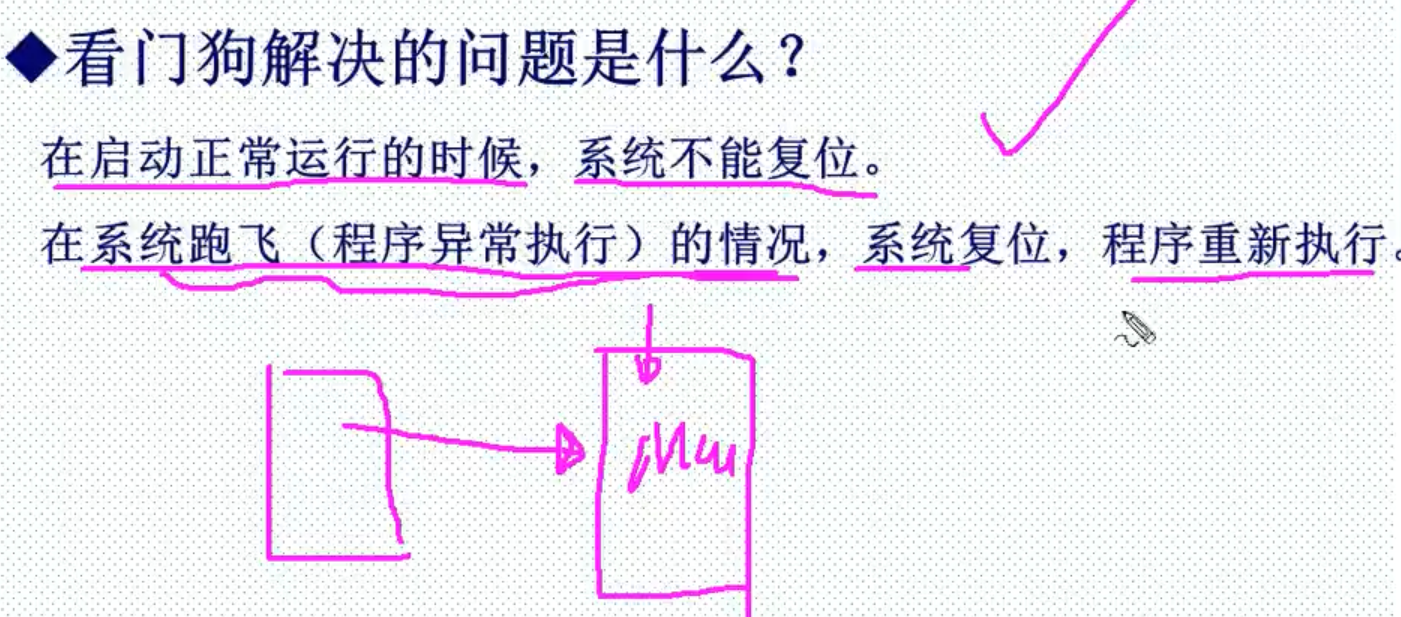 ◆看门狗解决的问题是什么？
在启动正常运行的时候，系统不能复位。
在系统跑飞（程序异常执行）的情况，系统复位，程序重新执行。